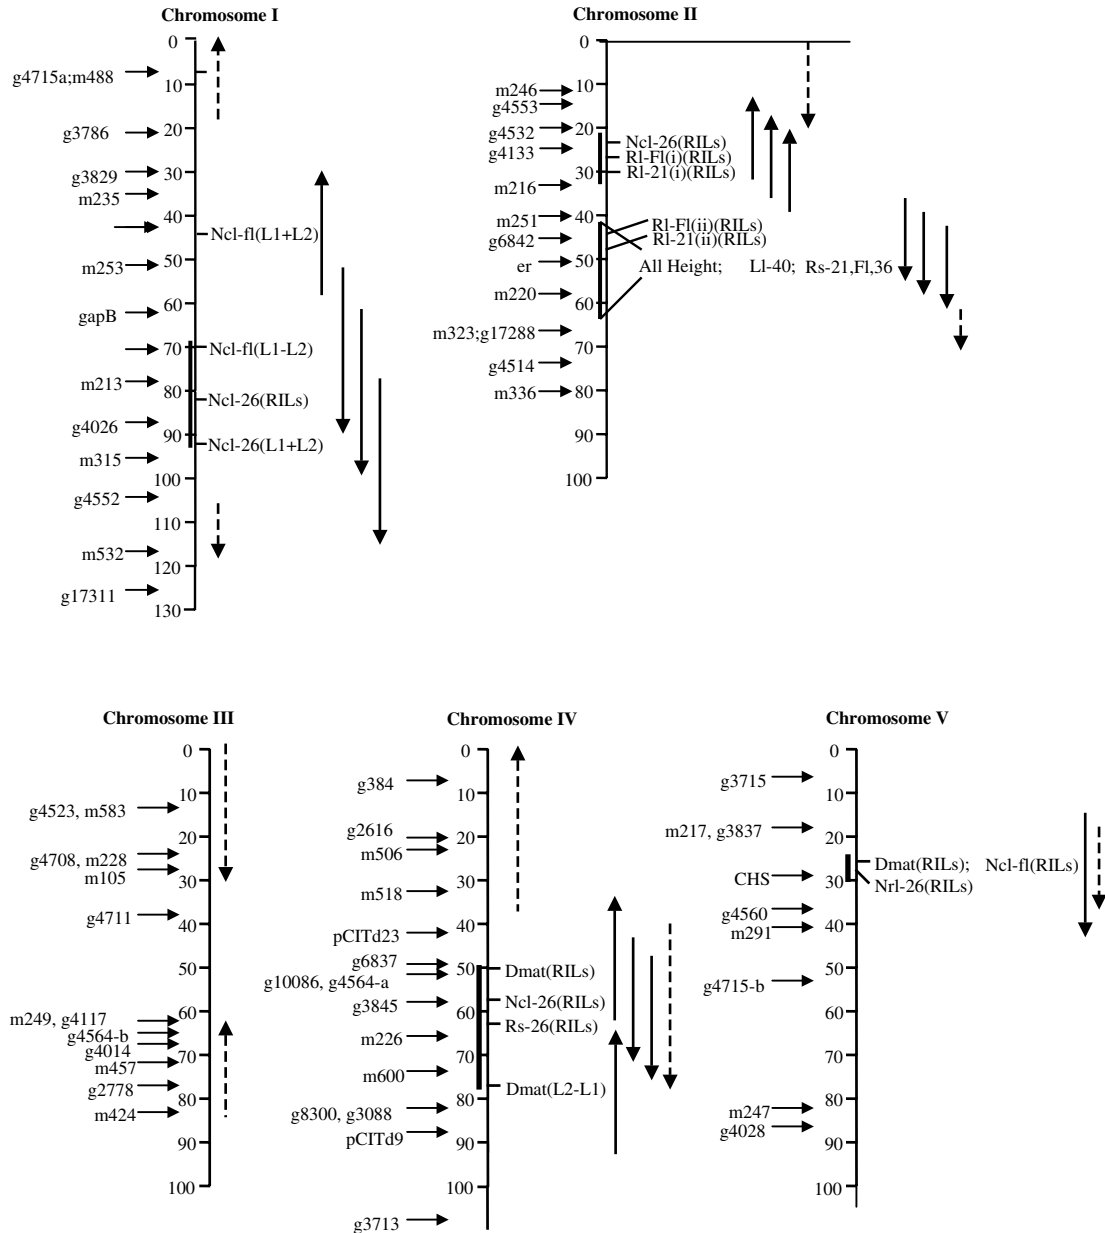 Chromosome I
0
g4715a;m488
10
g3786
20
g3829
30
m235
40
Ncl-fl(L1+L2)
m253
50
gapB
60
70
Ncl-fl(L1-L2)
m213
80
Ncl-26(RILs)
g4026
90
Ncl-26(L1+L2)
m315
100
g4552
110
m532
120
g17311
130
Chromosome II
0
m246
10
g4553
g4532
20
Ncl-26(RILs)
g4133
Rl-Fl(i)(RILs)
30
Rl-21(i)(RILs)
m216
m251
40
Rl-Fl(ii)(RILs)
g6842
Rl-21(ii)(RILs)
er
50
All Height; Ll-40; Rs-21,Fl,36
m220
60
m323;g17288
70
g4514
m336
80
90
100
Chromosome III
0
10
g4523, m583
20
g4708, m228
m105
30
g4711
40
50
m249, g4117
60
g4564-b
g4014
70
m457
g2778
80
m424
90
100
Chromosome IV
0
g384
10
g2616
20
m506
m518
30
pCITd23
40
g6837
50
Dmat(RILs)
g10086, g4564-a
g3845
Ncl-26(RILs)
60
Rs-26(RILs)
m226
70
m600
Dmat(L2-L1)
80
g8300, g3088
pCITd9
90
100
g3713
Chromosome V
0
g3715
10
m217, g3837
20
Dmat(RILs); Ncl-fl(RILs)
CHS
30
Nrl-26(RILs)
g4560
m291
40
50
g4715-b
60
70
80
m247
g4028
90
100